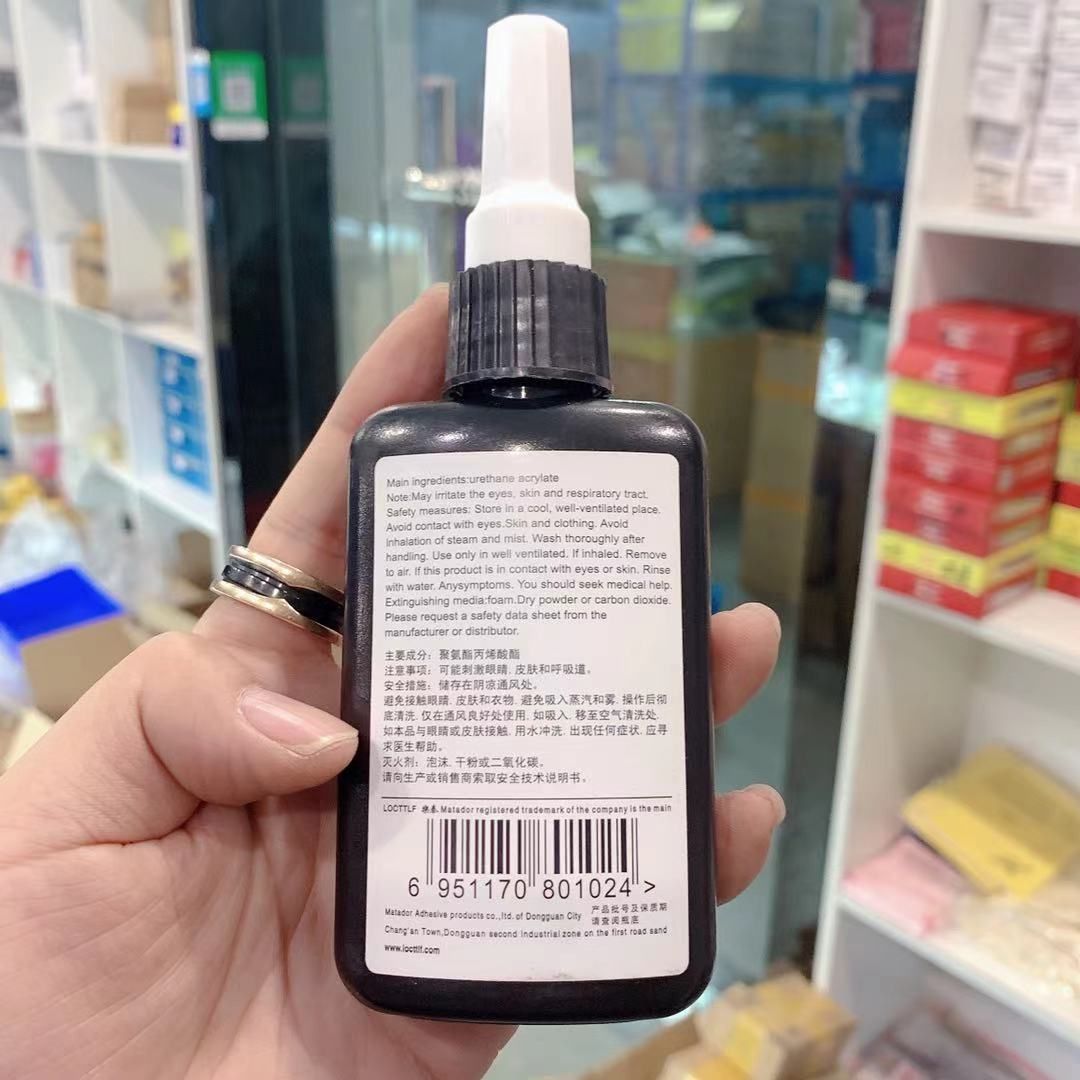 Main ingredients:urethane acrylate
Note:May irritate the eyes, skin and respiratory tract.
Safety measures: Store in a cool, well-ventilated place.
Avoid contact with eyes.Skin and clothing. Avoid
Inhalation of steam and mist. Wash thoroughly after
handling. Use only in well ventilated. If inhaled. Remove
to air. If this product is in contact with eyes or skin. Rinse
with water. Anysymptoms. You should seek medical help.
Extinguishing media:foam.Dry powder or carbon dioxide.
Please request a safety data sheet from the
manufacturer or distributor.
主要成分：聚氨酯丙烯酸酯
注意事项：可能刺激眼睛.皮肤和呼吸道。
安全措施：储存在阴凉通风处。
避免接触眼睛.皮肤和衣物.避免吸入蒸汽和雾.操作后彻
底清洗.仅在通风良好处使用.如吸入.移至空气清洗处.
如本品与眼睛或皮肤接触.用水冲洗.出现任何症状.应寻
求医生帮助。
灭火剂：泡沫.干粉或二氧化碳。
请向生产或销售商索取安全技术说明书。
LOCTTLF 樂泰.Matador registered trademark of the company is the main
6 951170 801024 >
Matador Adhesive products co.,ltd. of Dongguan City
产品批号及保质期
请查阅瓶底
Chang'an Town,Dongguan second industrial zone on the first road sand
www.locttlf.com